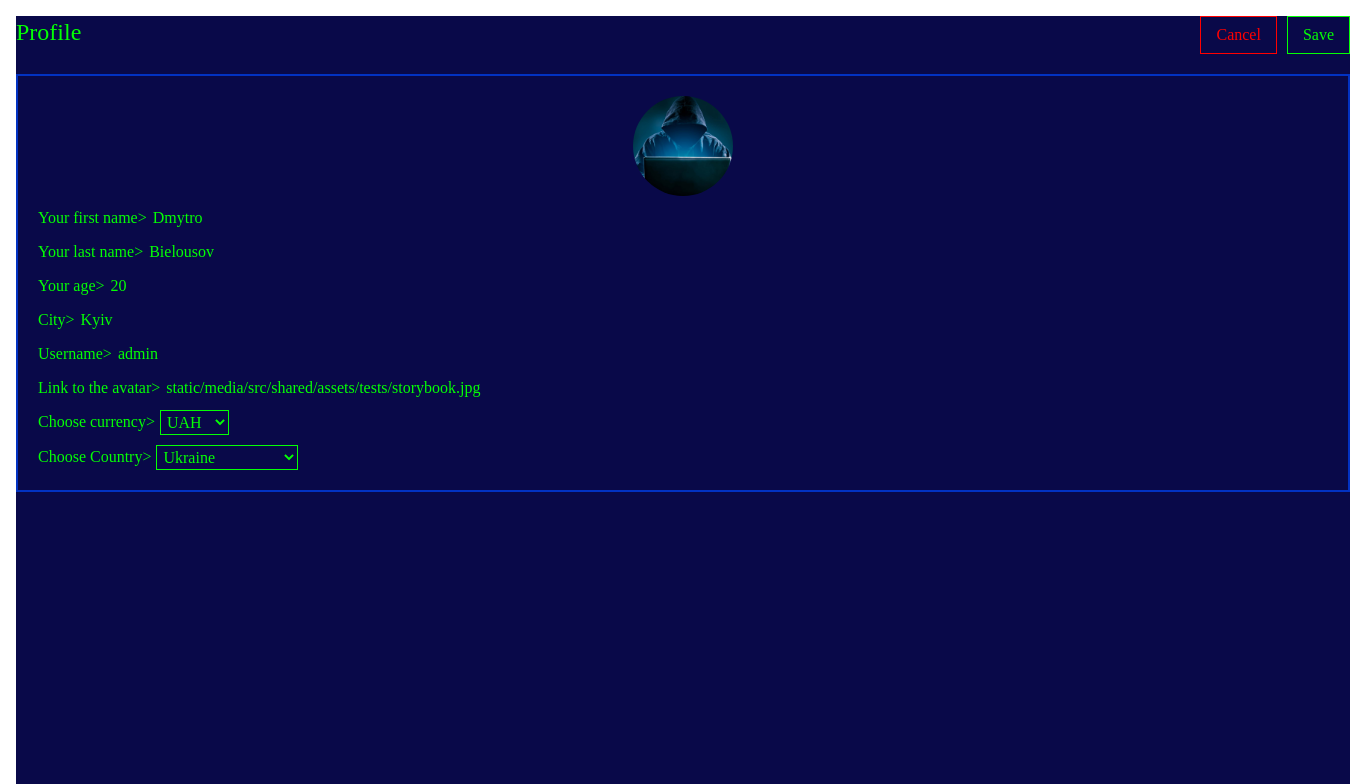 Profile
Cancel
Save
Your first name> Dmytro
Your last name> Bielousov
Your age> 20
City> Kyiv
Username> admin
Link to the avatar> static/media/src/shared/assets/tests/storybook.jpg
Choose currency> UAH
Choose Country> Ukraine